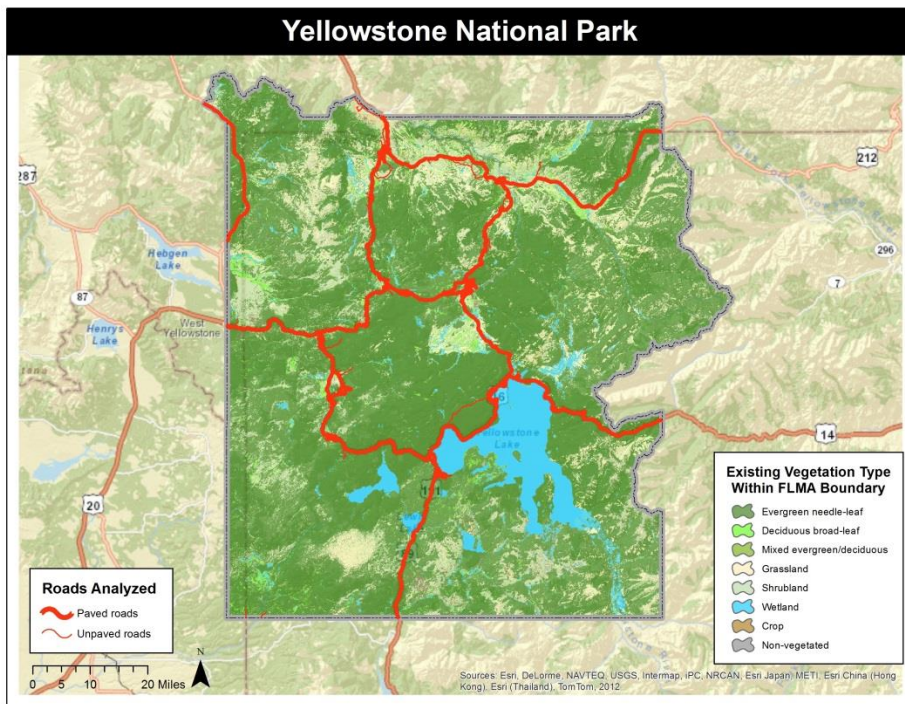 Yellowstone National Park
287
212
Hebgen
Lake
296
7
87
West
Yellowstone
Henrys
Lake
Lake
14
20
Existing Vegetation Type
Within FLMA Boundary
Evergreen needle-leaf
Deciduous broad-leaf
Mixed evergreen/deciduous
Grassland
Shrubland
Wetland
Crop
Non-vegetated
Roads Analyzed
Paved roads
Unpaved roads
N
0 5 10 20 Miles
Sources: Esri, DeLorme, NAVTEQ, USGS, Intermap, iPC, NRCAN, Esri Japan, METI, Esri China (Hong
Kong), Esri (Thailand), TomTom, 2012